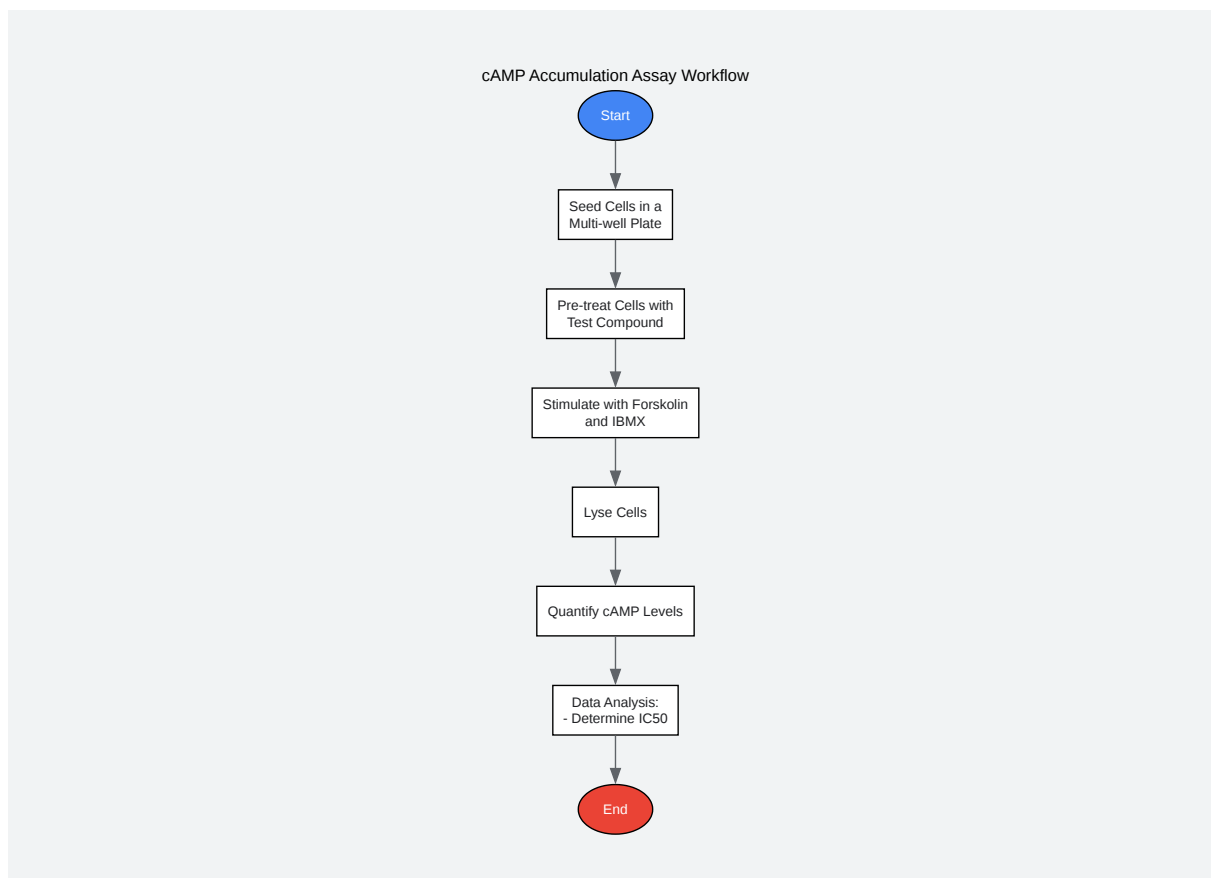 cAMP Accumulation Assay Workflow
Start
Seed Cells in a
Multi-well Plate
Pre-treat Cells with
Test Compound
Stimulate with Forskolin
and IBMX
Lyse Cells
Quantify cAMP Levels
Data Analysis:
- Determine IC50
End